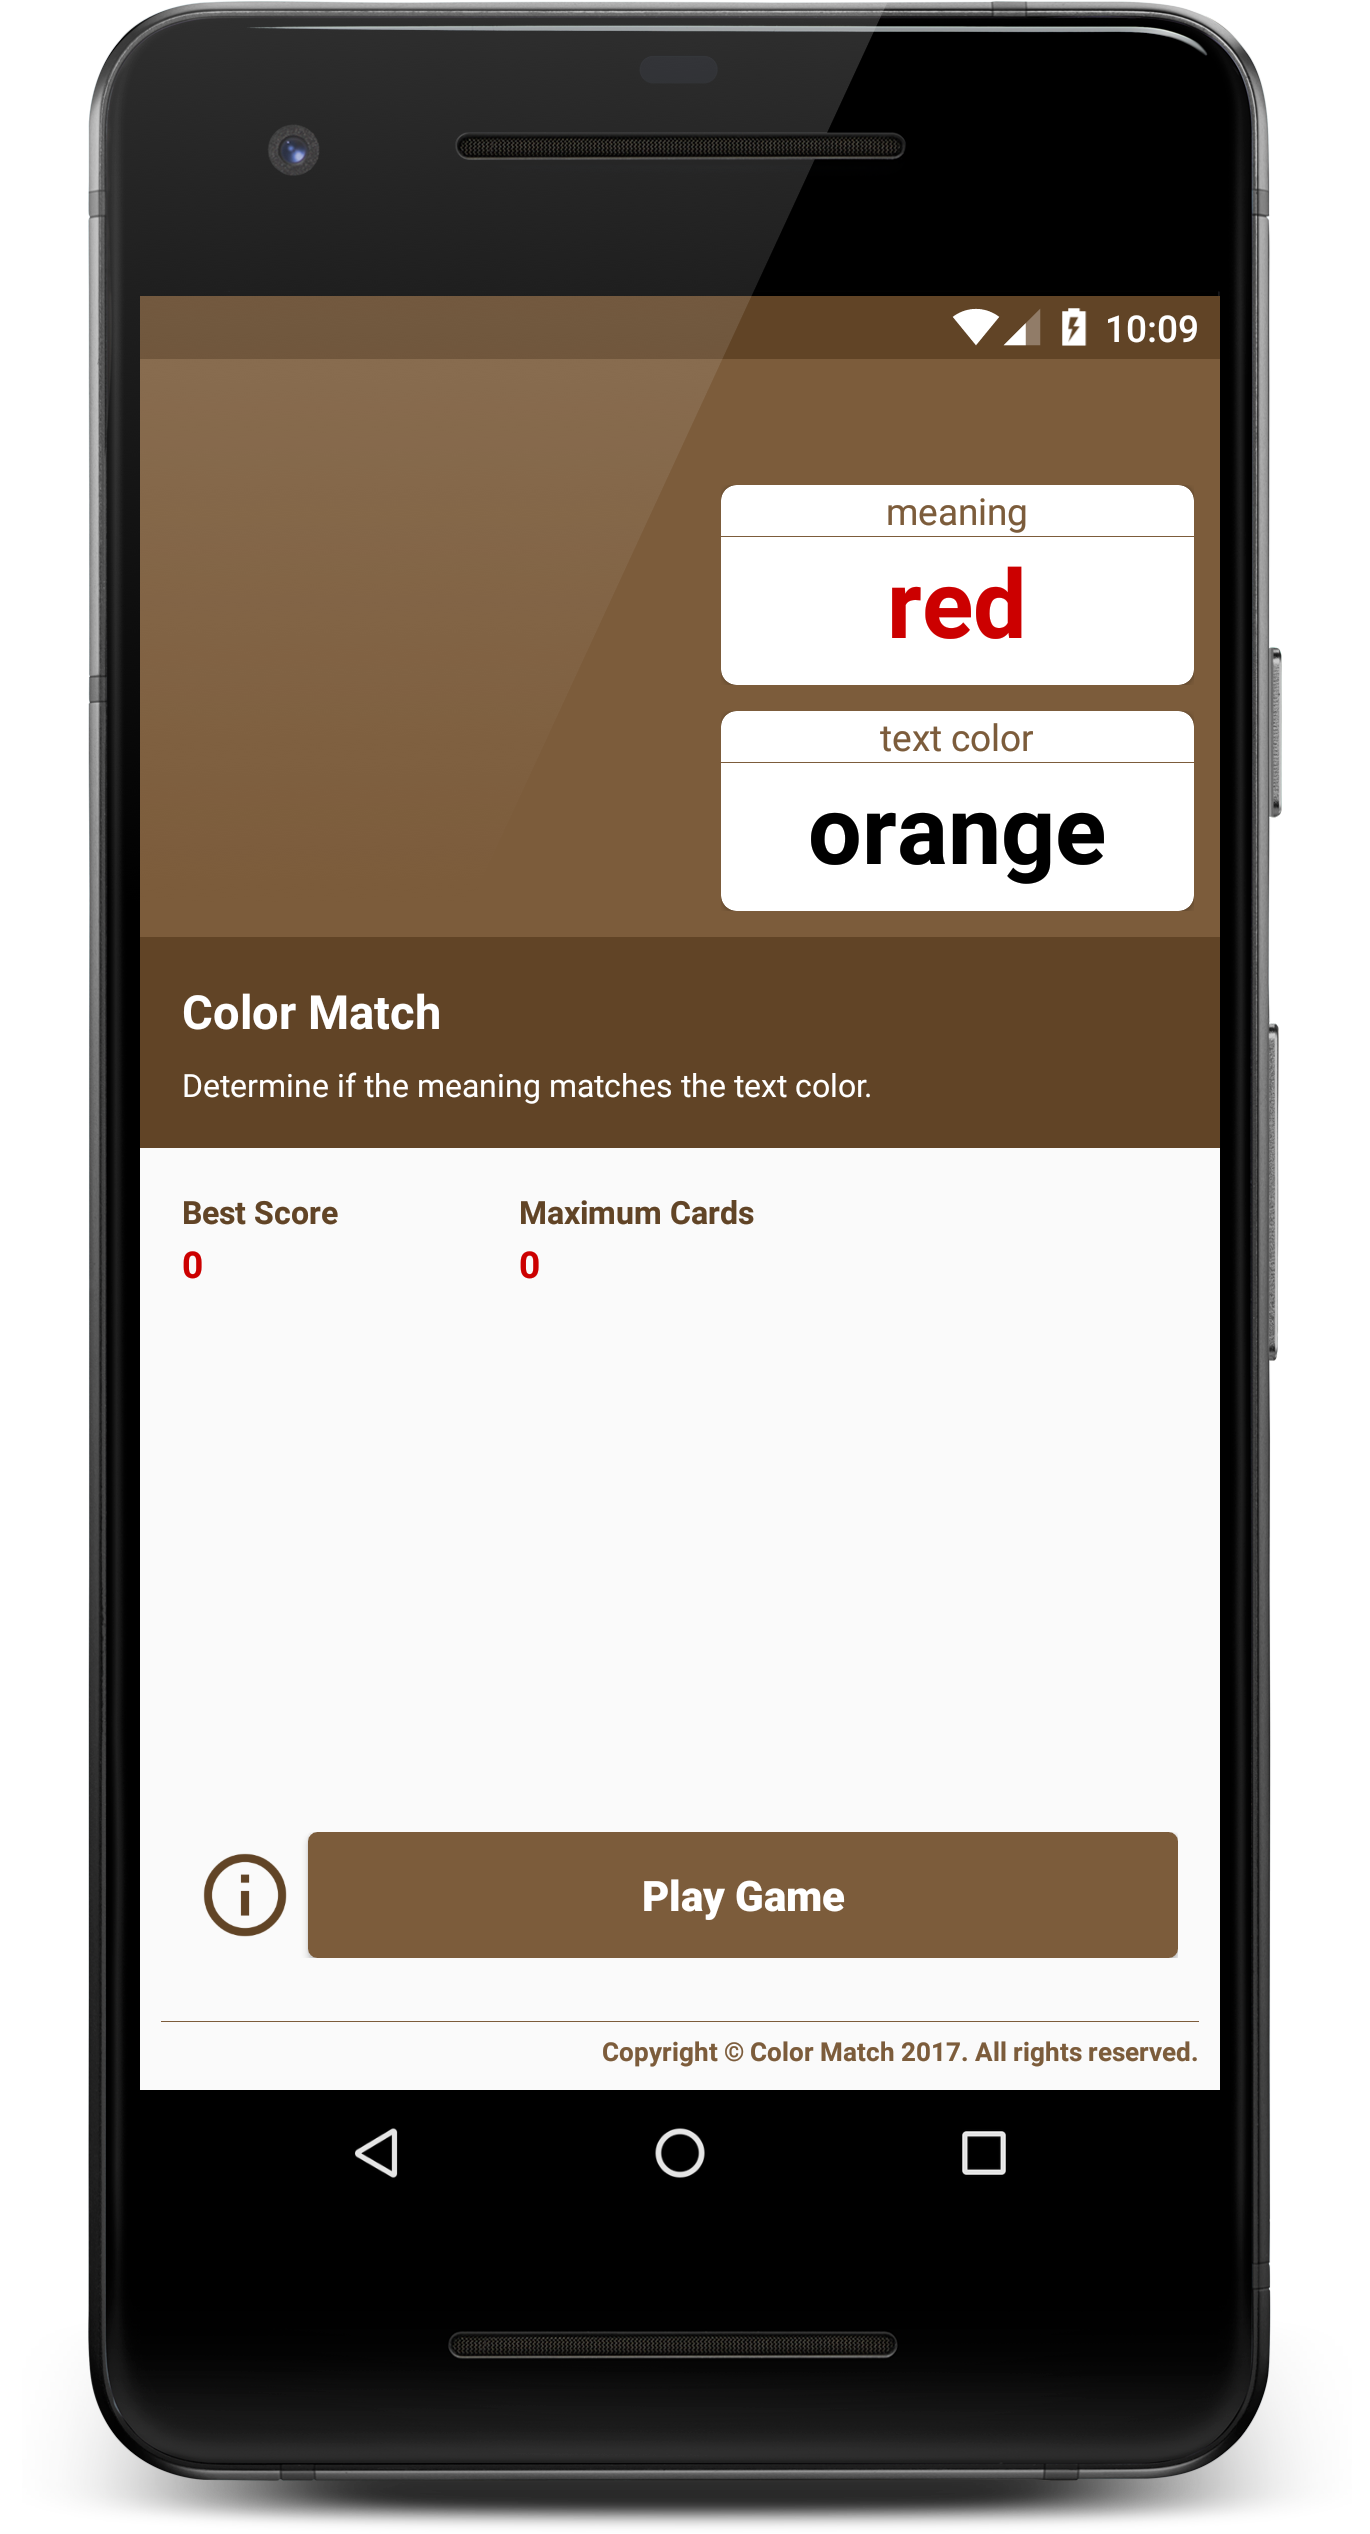 10:09
meaning
red
text color
orange
Color Match
Determine if the meaning matches the text color.
Best Score
Maximum Cards
0
0
Play Game
Copyright © Color Match 2017. All rights reserved.